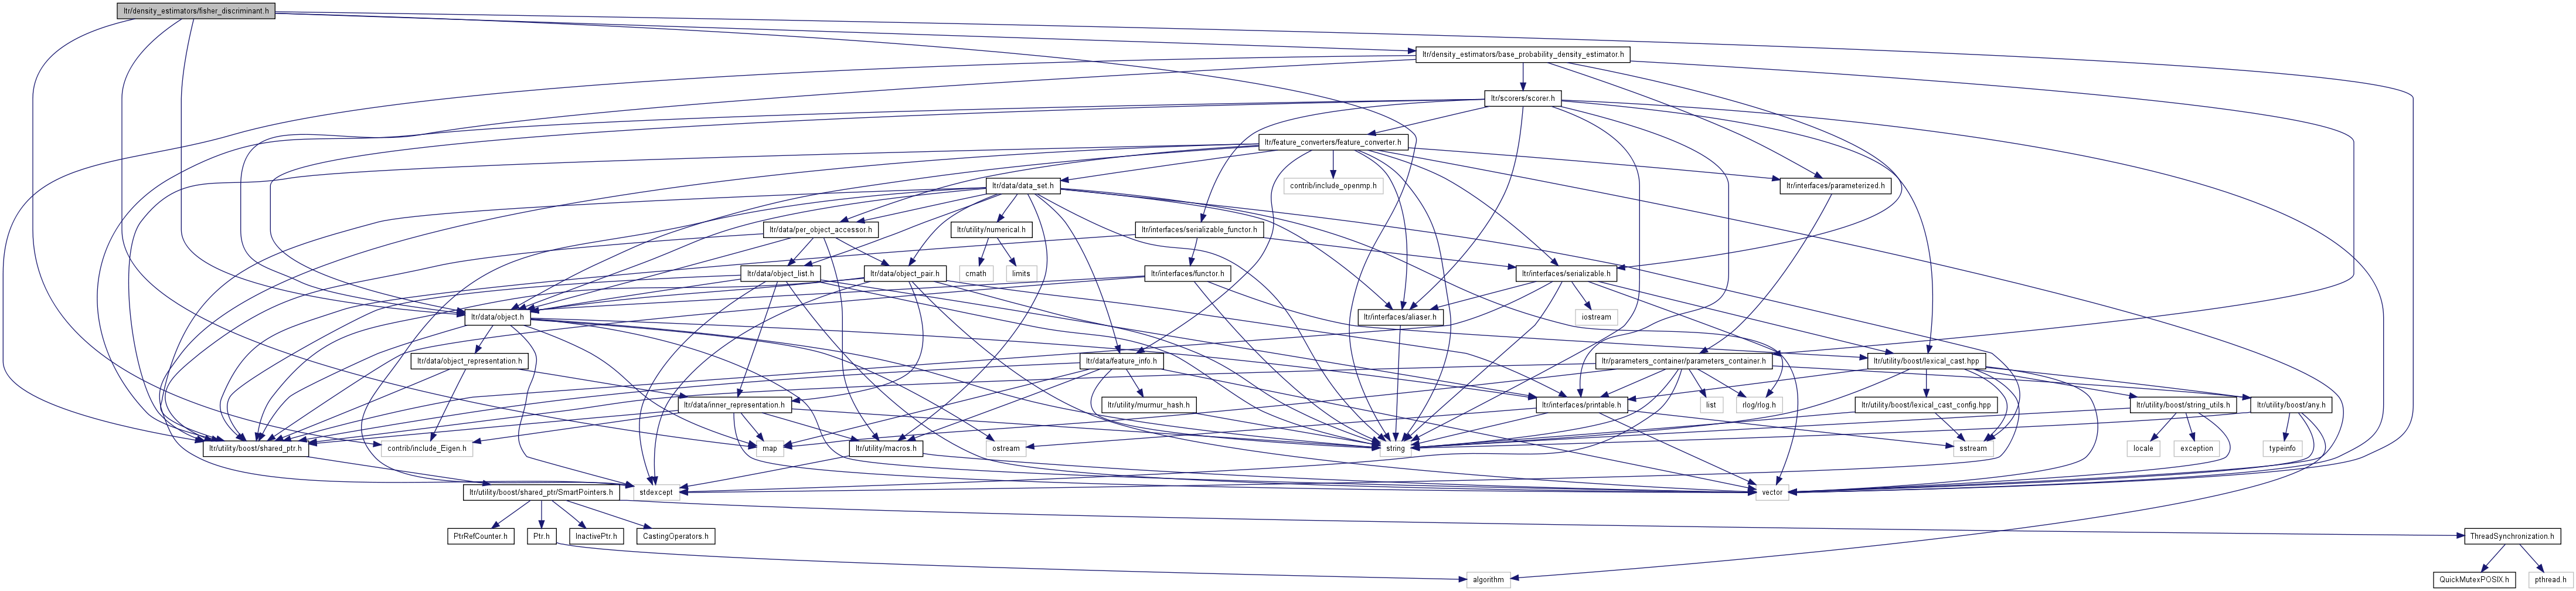 ltr/density_estimators/fisher_discriminant.h
ltr/density_estimators/base_probability_density_estimator.h
ltr/scorers/scorer.h
ltr/feature_converters/feature_converter.h
ltr/data/data_set.h
contrib/include_openmp.h
ltr/interfaces/parameterized.h
ltr/data/per_object_accessor.h
ltr/utility/numerical.h
ltr/interfaces/serializable_functor.h
ltr/data/object_list.h
ltr/data/object_pair.h
cmath
limits
ltr/interfaces/functor.h
ltr/interfaces/serializable.h
ltr/data/object.h
ltr/interfaces/aliaser.h
iostream
ltr/data/object_representation.h
ltr/data/feature_info.h
ltr/parameters_container/parameters_container.h
ltr/utility/boost/lexical_cast.hpp
ltr/data/inner_representation.h
ltr/utility/murmur_hash.h
ltr/interfaces/printable.h
list
rlog/rlog.h
ltr/utility/boost/lexical_cast_config.hpp
ltr/utility/boost/string_utils.h
ltr/utility/boost/any.h
ltr/utility/boost/shared_ptr.h
contrib/include_Eigen.h
map
ltr/utility/macros.h
ostream
string
sstream
locale
exception
typeinfo
ltr/utility/boost/shared_ptr/SmartPointers.h
stdexcept
vector
PtrRefCounter.h
Ptr.h
InactivePtr.h
CastingOperators.h
ThreadSynchronization.h
algorithm
QuickMutexPOSIX.h
pthread.h